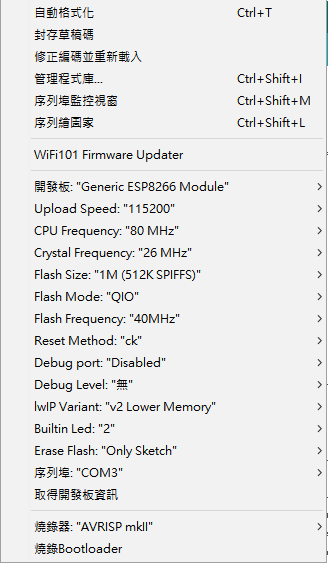 自動格式化 Ctrl+T
封存草稿碼
修正編碼並重新載入
管理程式庫... Ctrl+Shift+I
序列埠監控視窗 Ctrl+Shift+M
序列繪圖家 Ctrl+Shift+L
WiFi101 Firmware Updater
開發板: "Generic ESP8266 Module"
Upload Speed: "115200"
CPU Frequency: "80 MHz"
Crystal Frequency: "26 MHz"
Flash Size: "1M (512K SPIFFS)"
Flash Mode: "QIO"
Flash Frequency: "40MHz"
Reset Method: "ck"
Debug port: "Disabled"
Debug Level: "無"
lwIP Variant: "v2 Lower Memory"
Builtin Led: "2"
Erase Flash: "Only Sketch"
序列埠: "COM3"
取得開發板資訊
燒錄器: "AVRISP mkII"
燒錄Bootloader